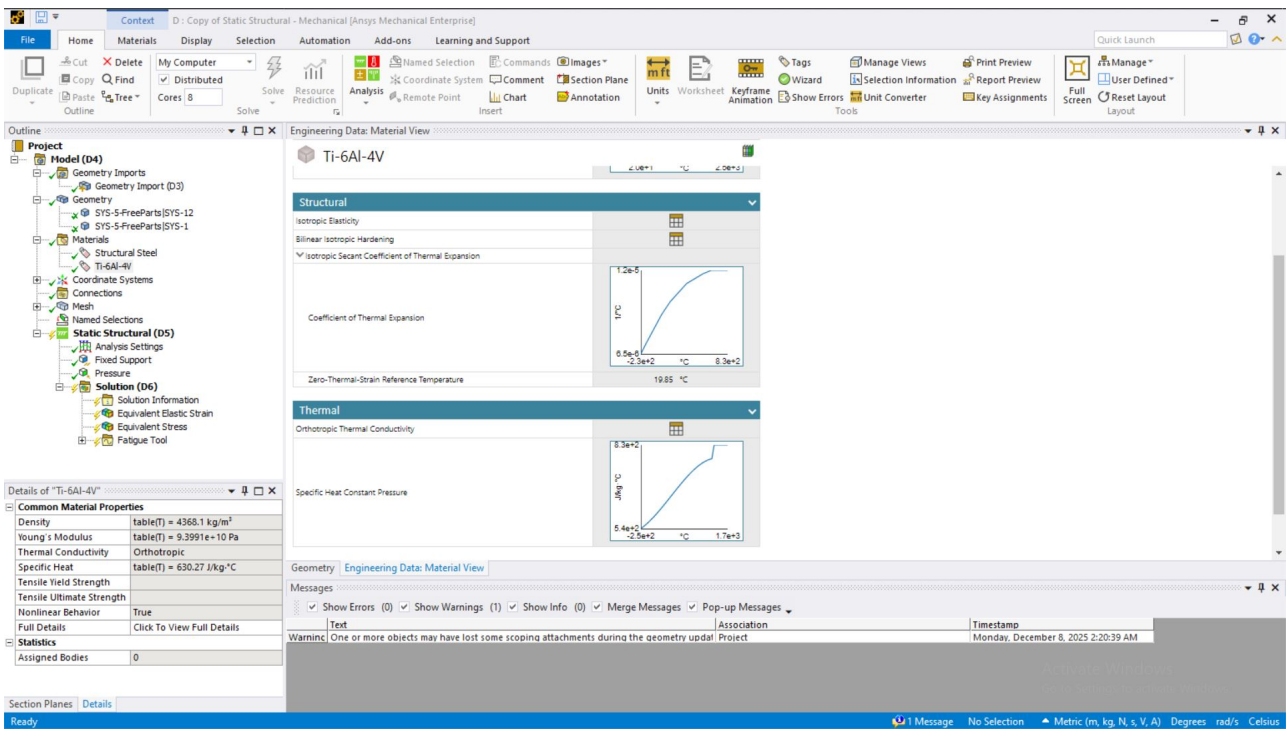 Context D : Copy of Static Structural - Mechanical [Ansys Mechanical Enterprise]
File Home Materials Display Selection Automation Add-ons Learning and Support Quick Launch
Duplicate
Cut
Copy
Paste
Delete
Find
Tree
Outline
My Computer
Distributed
Cores 8
Solve
Solve
Resource Prediction
Analysis
Named Selection
Coordinate System
Remote Point
Commands
Comment
Chart
Images
Section Plane
Annotation
Insert
Units
Worksheet
Keyframe Animation
Tags
Wizard
Show Errors
Manage Views
Selection Information
Unit Converter
Print Preview
Report Preview
Key Assignments
Tools
Full Screen
Manage
User Defined
Reset Layout
Layout
Outline
Project
Model (D4)
Geometry Imports
Geometry Import (D3)
Geometry
SYS-5-FreeParts|SYS-12
SYS-5-FreeParts|SYS-1
Materials
Structural Steel
Ti-6Al-4V
Coordinate Systems
Connections
Mesh
Named Selections
Static Structural (D5)
Analysis Settings
Fixed Support
Pressure
Solution (D6)
Solution Information
Equivalent Elastic Strain
Equivalent Stress
Fatigue Tool
Details of "Ti-6Al-4V"
Common Material Properties
Density table(T) = 4368.1 kg/m³
Young's Modulus table(T) = 9.3991e+10 Pa
Thermal Conductivity Orthotropic
Specific Heat table(T) = 630.27 J/kg·°C
Tensile Yield Strength
Tensile Ultimate Strength
Nonlinear Behavior True
Full Details Click To View Full Details
Statistics
Assigned Bodies 0
Section Planes Details
Engineering Data: Material View
Ti-6Al-4V
2.0e+1 °C 2.5e+3
Structural
Isotropic Elasticity
Bilinear Isotropic Hardening
Isotropic Secant Coefficient of Thermal Expansion
Coefficient of Thermal Expansion
1.2e-5
1/°C
6.5e-6
-2.3e+2 °C 8.3e+2
Zero-Thermal-Strain Reference Temperature 19.85 °C
Thermal
Orthotropic Thermal Conductivity
Specific Heat Constant Pressure
8.3e+2
J/kg·°C
5.4e+2
-2.5e+2 °C 1.7e+3
Geometry Engineering Data: Material View
Messages
Show Errors (0) Show Warnings (1) Show Info (0) Merge Messages Pop-up Messages
Text Association Timestamp
Warninc One or more objects may have lost some scoping attachments during the geometry updat Project Monday, December 8, 2025 2:20:39 AM
Activate Windows
Ready 1 Message No Selection Metric (m, kg, N, s, V, A) Degrees rad/s Celsius